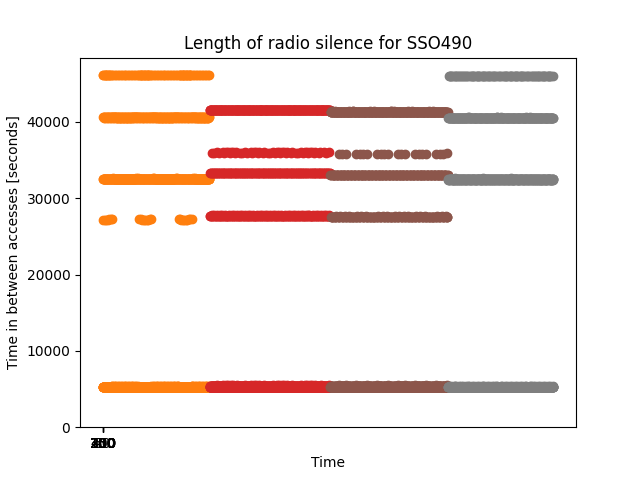 Length of radio silence for SSO490
Time in between accesses [seconds]
40000
30000
20000
10000
0
Time